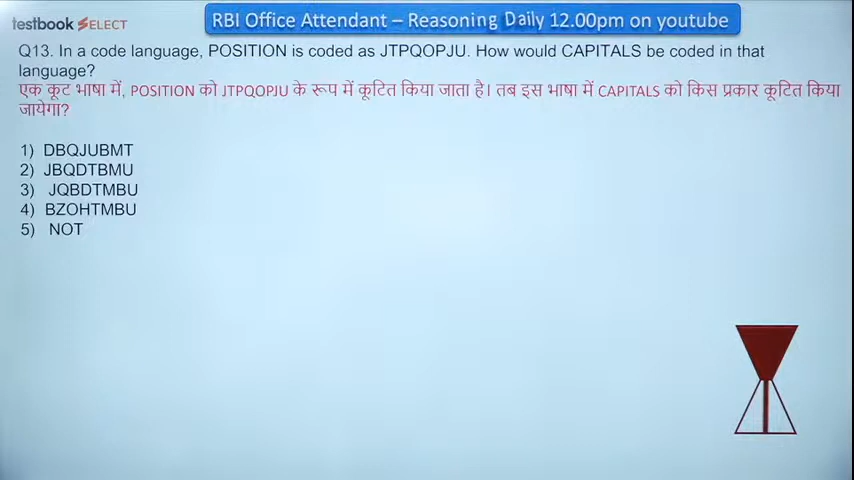 testbook SELECT
RBI Office Attendant – Reasoning Daily 12.00pm on youtube
Q13. In a code language, POSITION is coded as JTPQOPJU. How would CAPITALS be coded in that
language?
एक कूट भाषा में, POSITION को JTPQOPJU के रूप में कूटित किया जाता है। तब इस भाषा में CAPITALS को किस प्रकार कूटित किया
जायेगा?
1) DBQJUBMT
2) JBQDTBMU
3) JQBDTMBU
4) BZOHTMBU
5) NOT